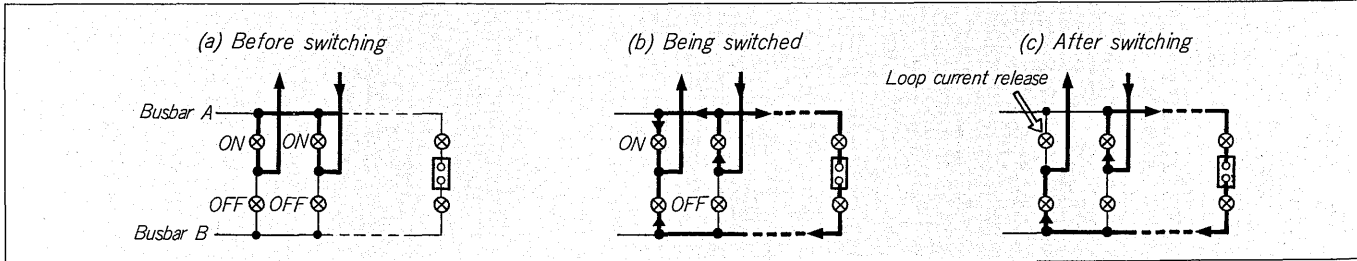 (a) Before switching
(b) Being switched
(c) After switching
Loop current release
Busbar A
ON
ON
OFF
OFF
Busbar B
ON
OFF